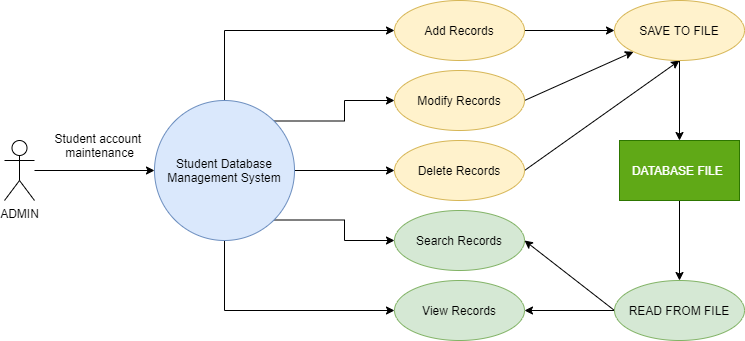 Add Records
SAVE TO FILE
Modify Records
Student account
maintenance
Student Database
Management System
Delete Records
DATABASE FILE
ADMIN
Search Records
View Records
READ FROM FILE